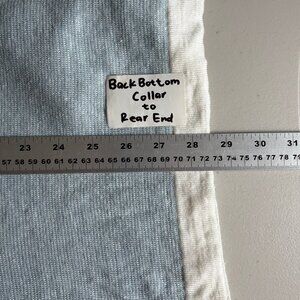 Back Bottom
Collar
to
Rear End
23 24 25 26 27 28 29 30 31
57 58 59 60 61 62 63 64 65 66 67 68 69 70 71 72 73 74 75 76 77 78 79